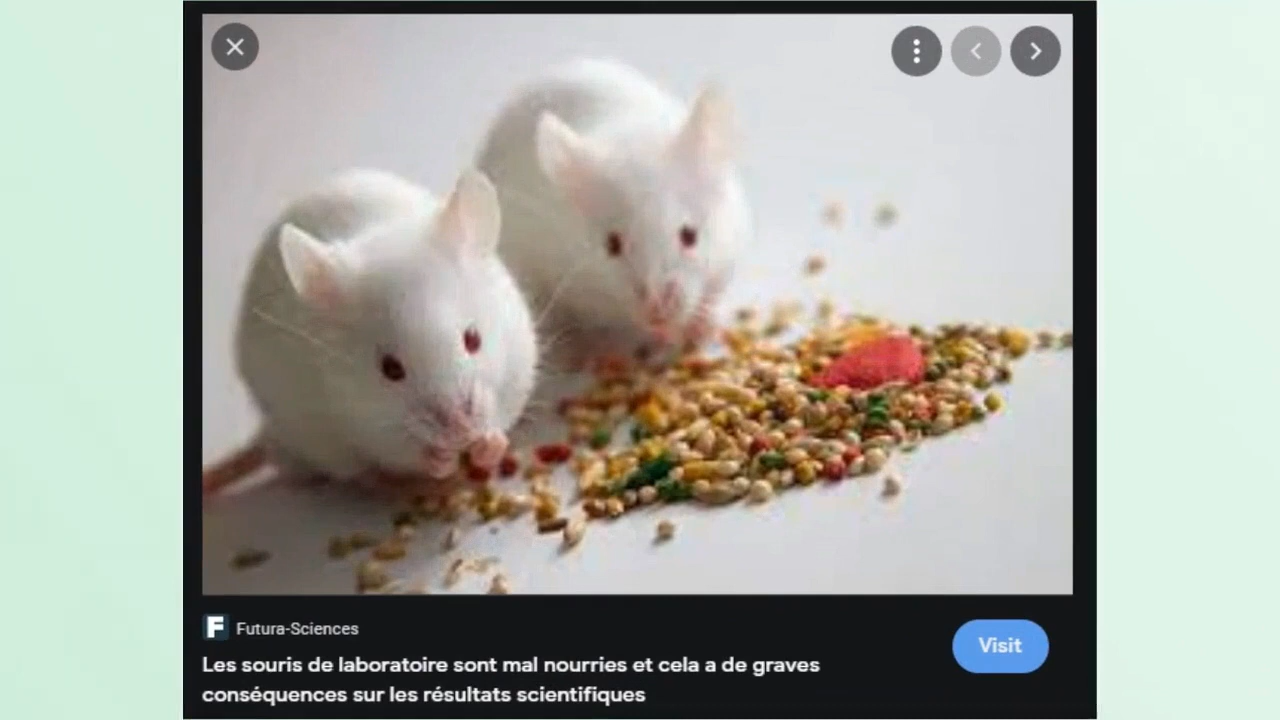 Futura-Sciences
Les souris de laboratoire sont mal nourries et cela a de graves
conséquences sur les résultats scientifiques
Visit